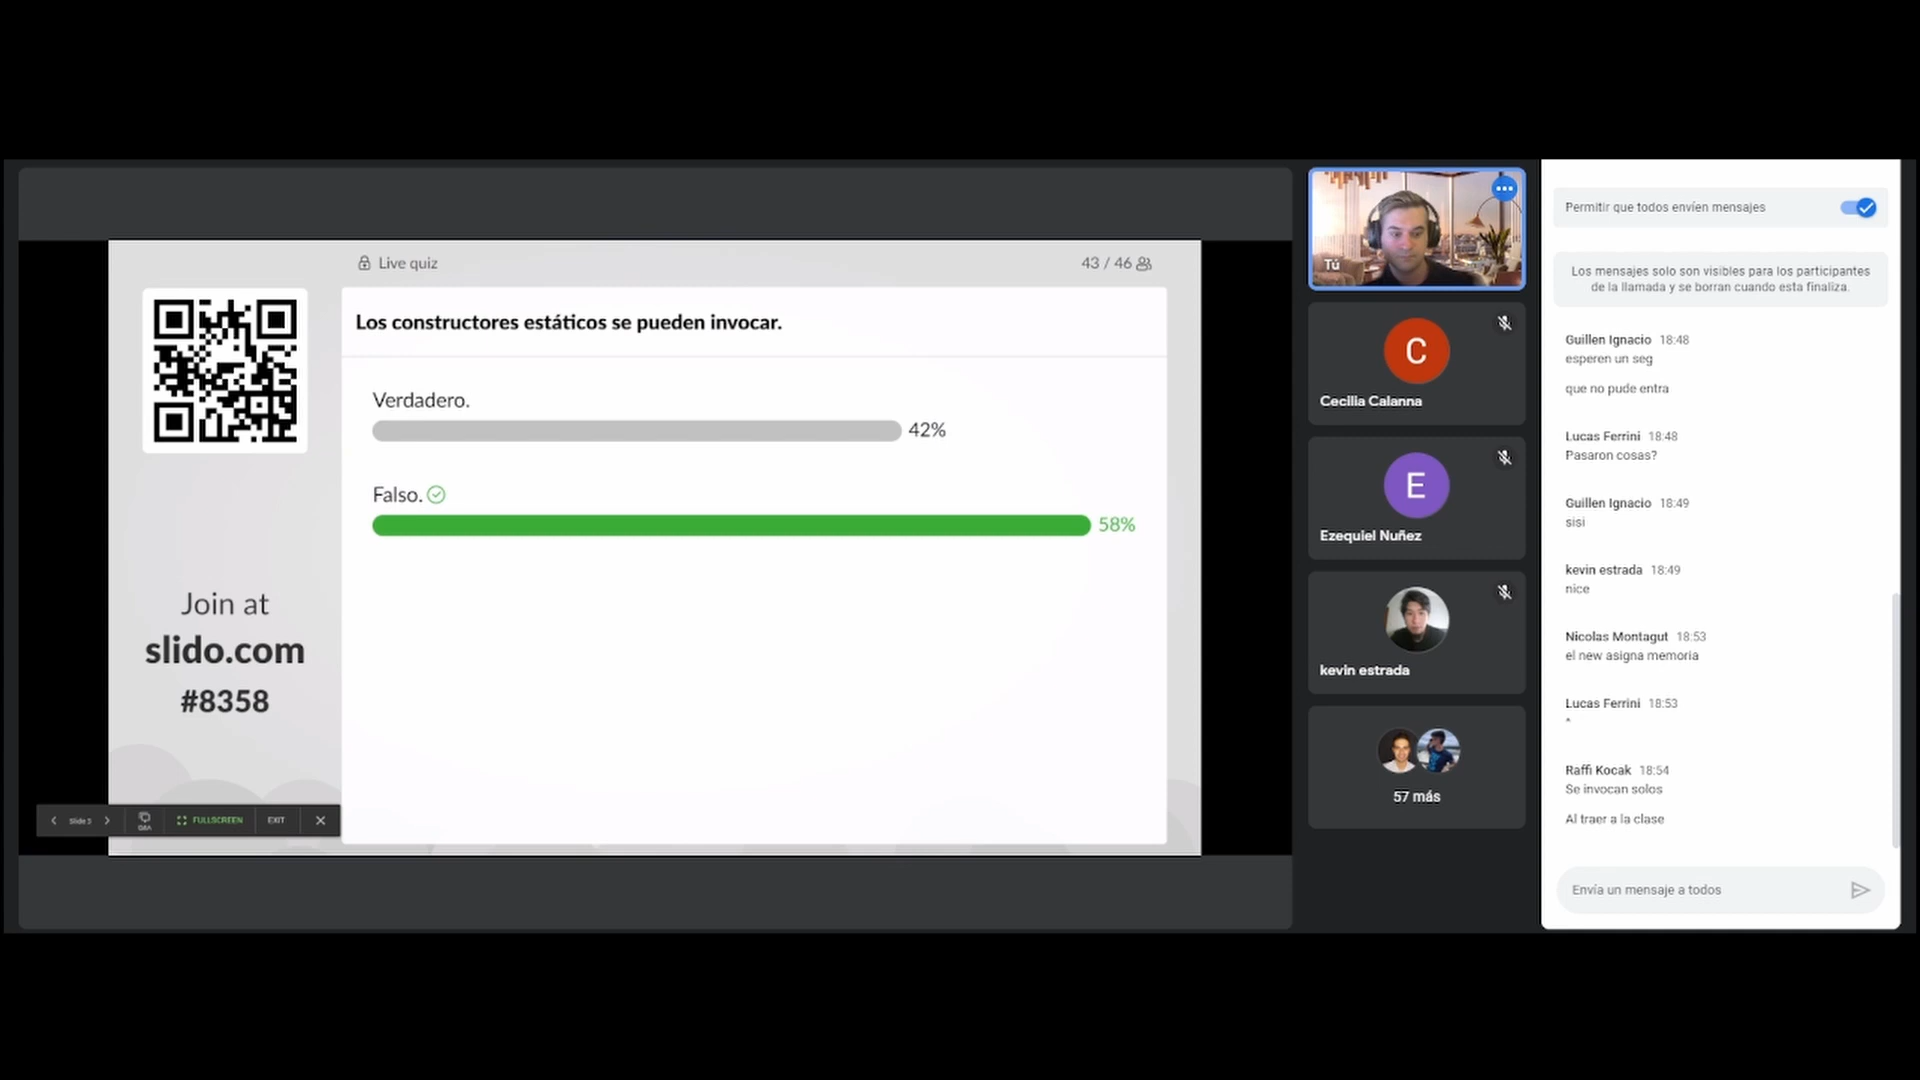 Live quiz
43 / 46
Los constructores estáticos se pueden invocar.
Verdadero.
42%
Falso.
58%
Join at
slido.com
#8358
Slide 3
Q&A
FULLSCREEN
EXIT
Tú
Cecilia Calanna
C
Ezequiel Nuñez
E
kevin estrada
57 más
Permitir que todos envíen mensajes
Los mensajes solo son visibles para los participantes
de la llamada y se borran cuando esta finaliza.
Guillen Ignacio 18:48
esperen un seg
que no pude entra
Lucas Ferrini 18:48
Pasaron cosas?
Guillen Ignacio 18:49
sisi
kevin estrada 18:49
nice
Nicolas Montagut 18:53
el new asigna memoria
Lucas Ferrini 18:53
^
Raffi Kocak 18:54
Se invocan solos
Al traer a la clase
Envía un mensaje a todos